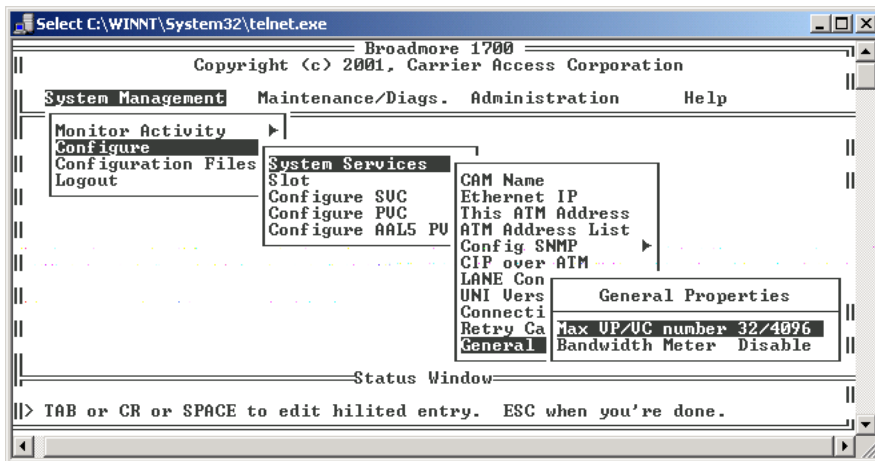 Select C:\WINNT\System32\telnet.exe
Broadmore 1700
Copyright (c) 2001, Carrier Access Corporation
System Management Maintenance/Diags. Administration Help
Monitor Activity
Configure
Configuration Files
Logout
System Services
Slot
Configure SVC
Configure PVC
Configure AAL5 PV
CAM Name
Ethernet IP
This ATM Address
ATM Address List
Config SNMP
CIP over ATM
LANE Con
UNI Vers
Connecti
Retry Ca
General
General Properties
Max VP/VC number 32/4096
Bandwidth Meter Disable
Status Window
> TAB or CR or SPACE to edit hilited entry. ESC when you're done.